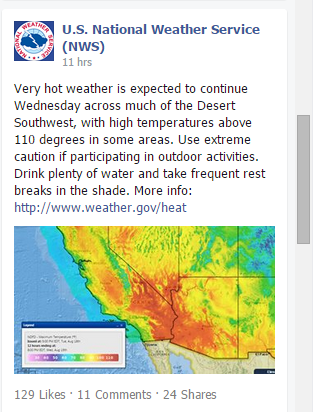 U.S. National Weather Service
(NWS)
11 hrs
Very hot weather is expected to continue
Wednesday across much of the Desert
Southwest, with high temperatures above
110 degrees in some areas. Use extreme
caution if participating in outdoor activities.
Drink plenty of water and take frequent rest
breaks in the shade. More info:
http://www.weather.gov/heat
Legend
129 Likes · 11 Comments · 24 Shares